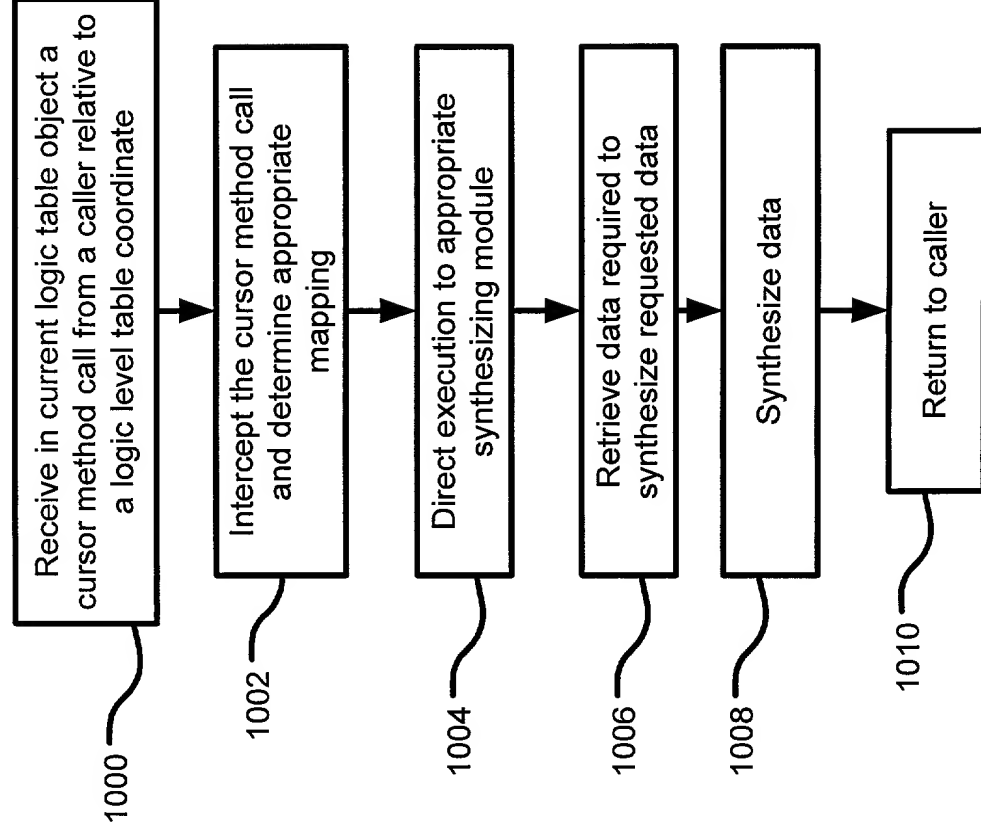 Receive in current logic table object a
cursor method call from a caller relative to
a logic level table coordinate
1000
Intercept the cursor method call
and determine appropriate
mapping
1002
Direct execution to appropriate
synthesizing module
1004
Retrieve data required to
synthesize requested data
1006
Synthesize data
1008
Return to caller
1010